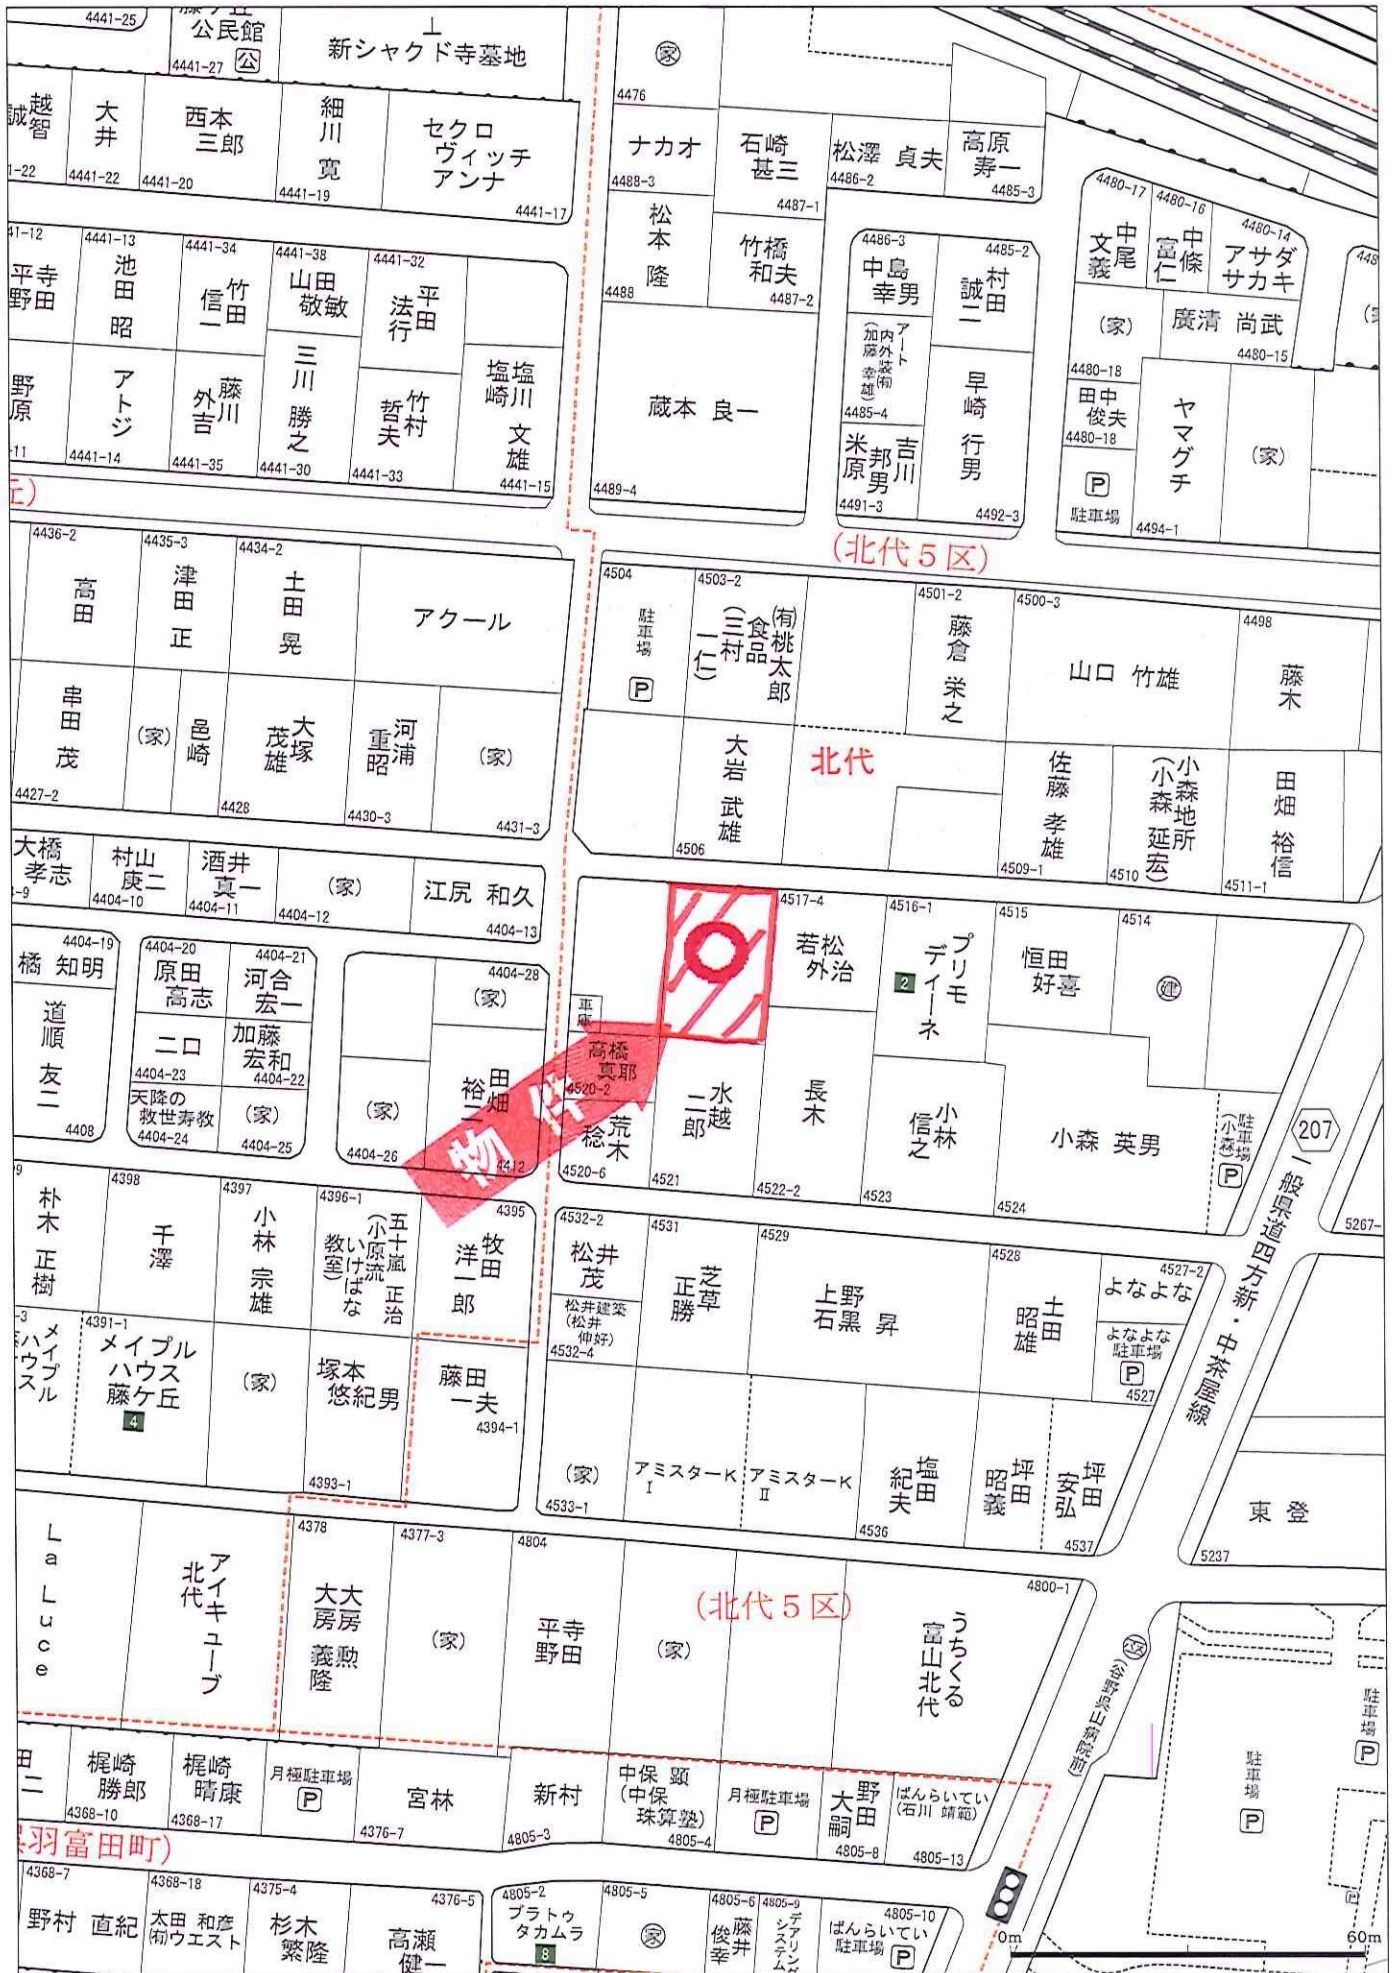 4441-25
公民館
4441-27 公
新シャクド寺墓地
家
4476
越智
誠
1-22
大井
4441-22
西本
三郎
4441-20
細川 寛
4441-19
セクロ
ヴィッチ
アンナ
4441-17
ナカオ
4488-3
石崎
甚三
4487-1
松澤 貞夫
4486-2
高原
寿一
4485-3
松本 隆
4488
竹橋
和夫
4487-2
4486-3
中島
幸男
4485-2
村田
誠二
4480-17
中尾
文義
4480-16
中條
富仁
4480-14
アサダ
サカキ
448
41-12
寺田
平野
4441-13
池田 昭
4441-34
竹田
信一
4441-38
山田
敬敏
4441-32
平田
法行
アート
内外装㈲
(加藤 幸雄)
4485-4
(家)
4480-18
廣清 尚武
4480-15
野原
-11
アトジ
4441-14
藤川
外吉
4441-35
三川 勝之
4441-30
竹村
哲夫
4441-33
塩川 文雄
塩崎
4441-15
蔵本 良一
4489-4
吉川
邦男
米原
4491-3
早崎 行男
4492-3
田中
俊夫
4480-18
P
駐車場
ヤマグチ
4494-1
(家)
丘)
(北代5区)
4436-2
高田
4435-3
津田 正
4434-2
土田 晃
アクール
4504
駐車場
P
4503-2
㈲桃太郎
食品
(三村
一仁)
4501-2
藤倉 栄之
4500-3
山口 竹雄
4498
藤木
串田 茂
4427-2
(家)
邑崎
大塚
茂雄
4428
河浦
重昭
4430-3
(家)
4431-3
大岩 武雄
4506
北代
佐藤 孝雄
4509-1
小森地所
(小森 延宏)
4510
田畑 裕信
4511-1
大橋
孝志
4-9
村山
庚二
4404-10
酒井
真一
4404-11
(家)
4404-12
江尻 和久
4404-13
4517-4
若松
外治
4516-1
プリモ
ディーネ
2
4515
恒田
好喜
4514
建
4404-19
橘 知明
4404-20
原田
高志
4404-21
河合
宏一
4404-28
(家)
車庫
道順 友二
4408
二口
4404-23
加藤
宏和
4404-22
天降の
救世寿教
4404-24
(家)
4404-25
(家)
4404-26
田畑
裕二
4412
物件
高橋
真耶
4520-2
荒木
稔
4520-6
水越
二郎
4521
長木
4522-2
小林
信之
4523
小森 英男
4524
駐車場
(小森)
P
207
一般県道四方新・中茶屋線
5267-
9
朴木 正樹
4398
千澤
4397
小林 宗雄
4396-1
五十嵐 正治
(小原流
いけばな
教室)
4395
牧田
洋一郎
4532-2
松井
茂
松井建築
(松井
伸好)
4532-4
4531
芝草
正勝
4529
上野
石黒 昇
4528
土田
昭雄
4527-2
よなよな
よなよな
駐車場
P
4527
-3
メイプル
ハウス
4391-1
メイプル
ハウス
藤ケ丘
4
(家)
塚本
悠紀男
4393-1
藤田
一夫
4394-1
(家)
4533-1
アミスターK
Ⅰ
アミスターK
Ⅱ
塩田
紀夫
4536
坪田
昭義
坪田
安弘
4537
東登
5237
La Luce
アイキューブ
北代
4378
大房 勲
大房 義隆
4377-3
(家)
4804
寺田
平野
(家)
(北代5区)
4800-1
うちくる
富山北代
(谷野呉山病院前)
駐車場
P
駐車場
P
田
二
梶崎
勝郎
4368-10
梶崎
晴康
4368-17
月極駐車場
P
宮林
4376-7
新村
4805-3
中保 顕
(中保
珠算塾)
4805-4
月極駐車場
P
野田
大嗣
4805-8
ばんらいてい
(石川 靖範)
4805-13
羽富田町)
4368-7
野村 直紀
4368-18
太田 和彦
㈲ウエスト
4375-4
杉木
繁隆
4376-5
高瀬
健一
4805-2
プラトゥ
タカムラ
8
4805-5
家
4805-6
藤井
俊幸
4805-9
デアリング
システム
4805-10
ばんらいてい
駐車場 P
P
0m
60m